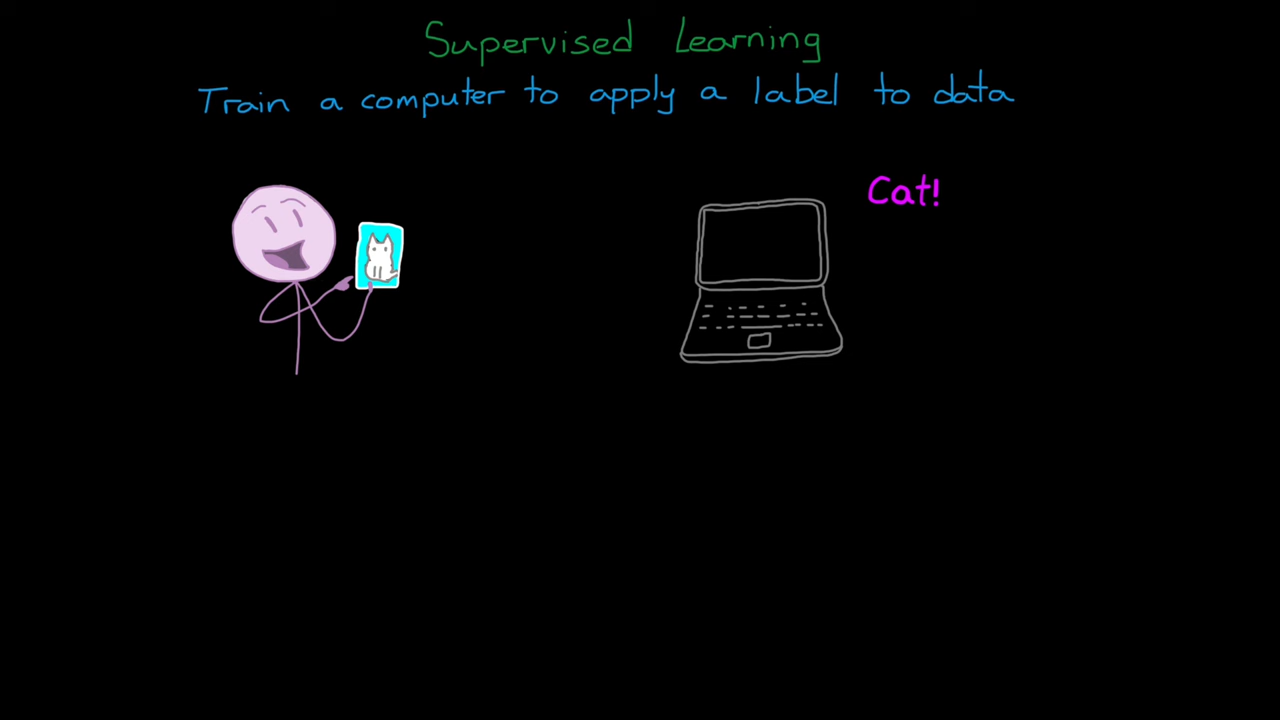 Supervised Learning
Train a computer to apply a label to data
Cat!